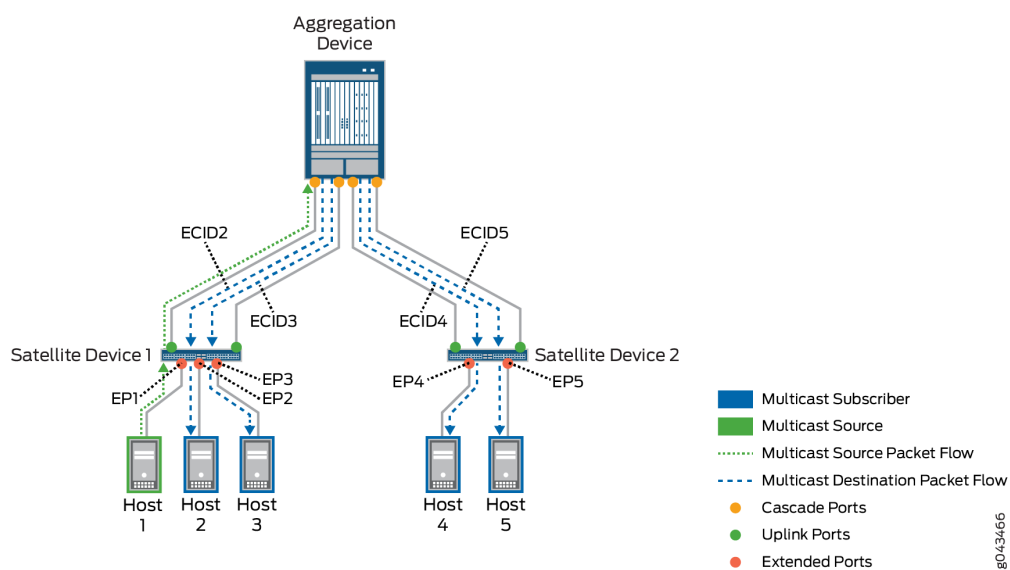 Aggregation
Device
ECID2
ECID5
ECID3
ECID4
Satellite Device 1
Satellite Device 2
EP3
EP1
EP2
EP4
EP5
Host
1
Host
2
Host
3
Host
4
Host
5
Multicast Subscriber
Multicast Source
Multicast Source Packet Flow
Multicast Destination Packet Flow
Cascade Ports
Uplink Ports
Extended Ports
g043466